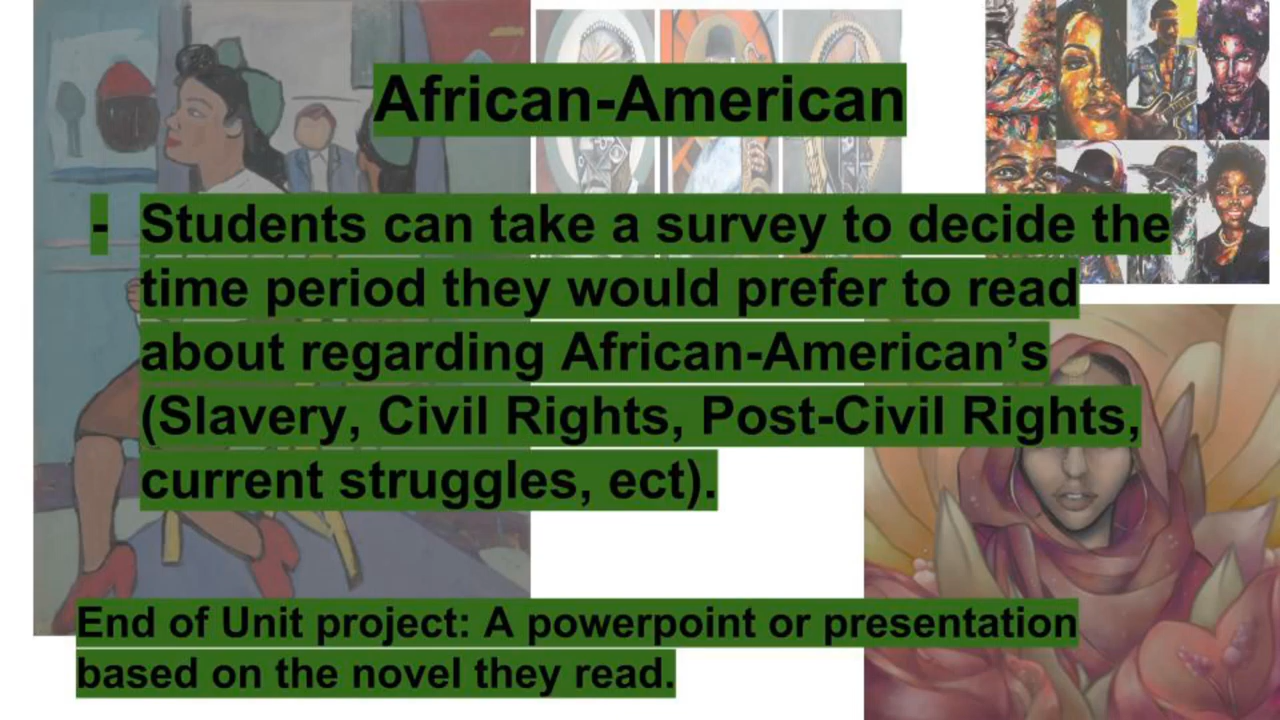 African-American
- Students can take a survey to decide the
time period they would prefer to read
about regarding African-American’s
(Slavery, Civil Rights, Post-Civil Rights,
current struggles, ect).
End of Unit project: A powerpoint or presentation
based on the novel they read.